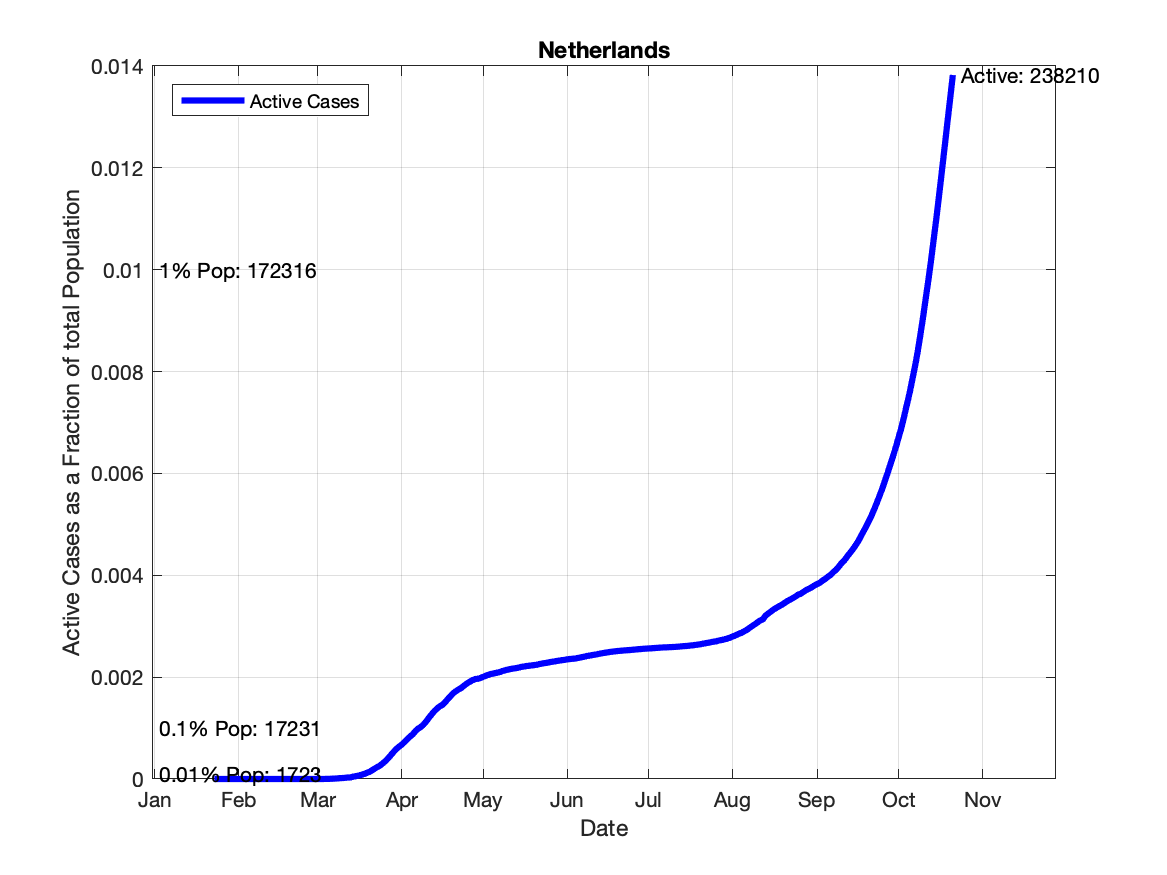 Netherlands
0.014
Active: 238210
Active Cases
0.012
0.01
1% Pop: 172316
0.008
0.006
0.004
0.002
0.1% Pop: 17231
0
0.01% Pop: 1723
Active Cases as a Fraction of total Population
Jan Feb Mar Apr May Jun Jul Aug Sep Oct Nov
Date